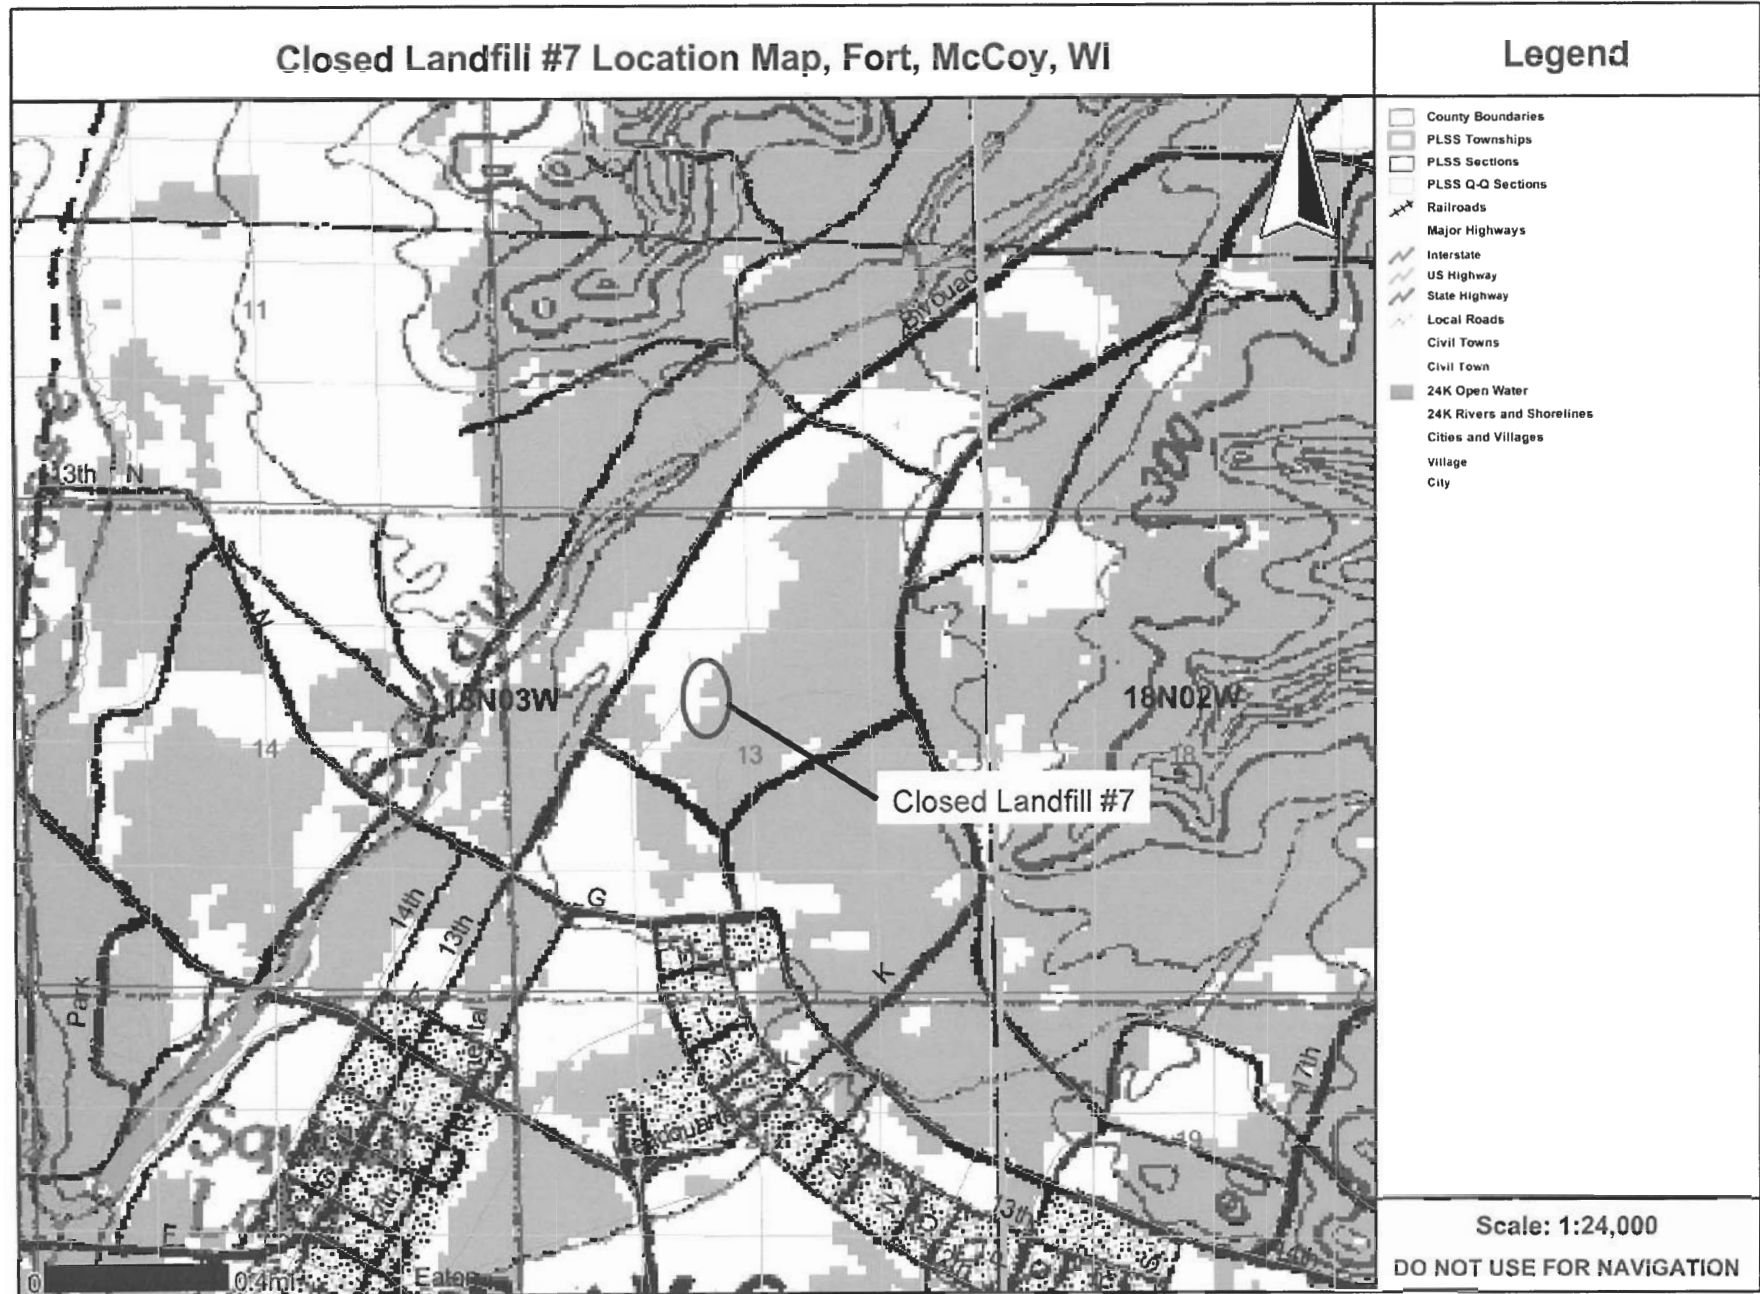 Closed Landfill #7 Location Map, Fort, McCoy, WI
Legend
County Boundaries
PLSS Townships
PLSS Sections
PLSS Q-Q Sections
Railroads
Major Highways
Interstate
US Highway
State Highway
Local Roads
Civil Towns
Civil Town
24K Open Water
24K Rivers and Shorelines
Cities and Villages
Village
City
11
Bivouac
300
13th
N
N
18N03W
18N02W
14
13
18
Closed Landfill #7
G
14th
13th
K
Park
17th
19
E
13th
14th
0
0.4mi
Eaton
Scale: 1:24,000
DO NOT USE FOR NAVIGATION